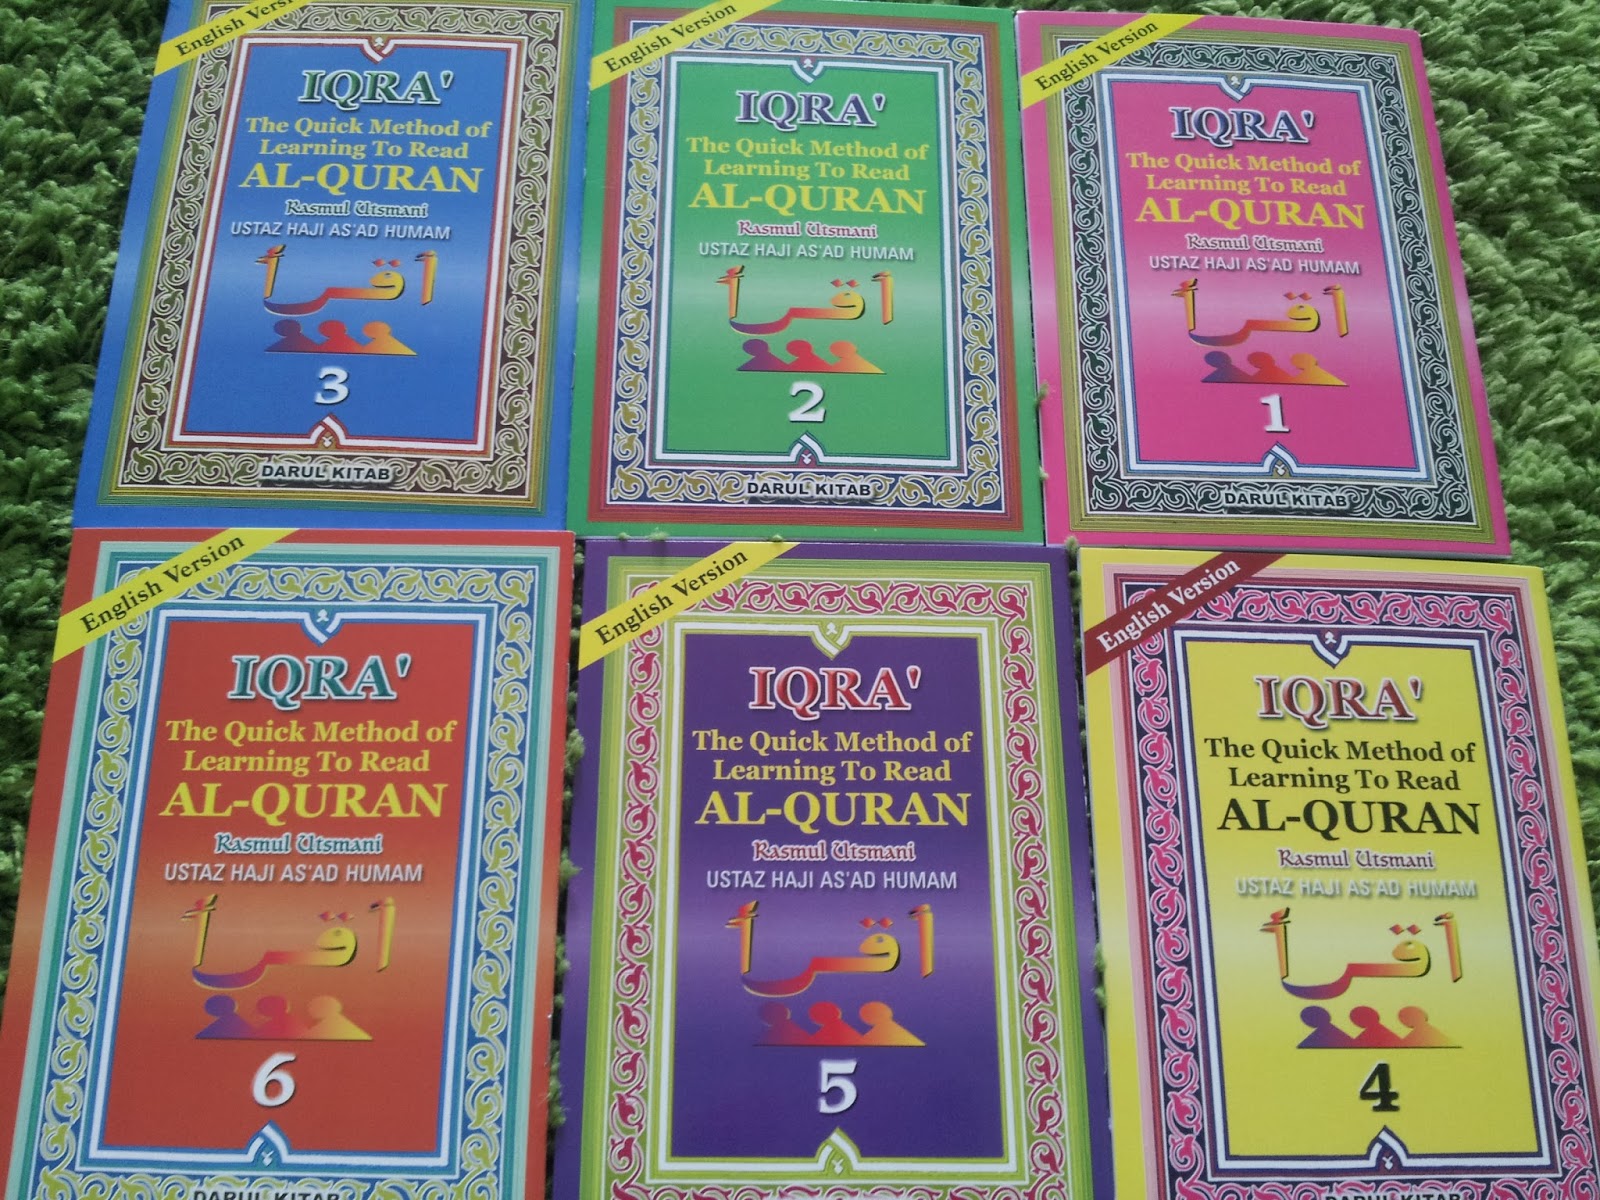 English Version
IQRA'
The Quick Method of
Learning To Read
AL-QURAN
Rasmul Utsmani
USTAZ HAJI AS'AD HUMAM
أقرأ
3
DARUL KITAB
English Version
IQRA'
The Quick Method of
Learning To Read
AL-QURAN
Rasmul Utsmani
USTAZ HAJI AS'AD HUMAM
أقرأ
2
DARUL KITAB
English Version
IQRA'
The Quick Method of
Learning To Read
AL-QURAN
Rasmul Utsmani
USTAZ HAJI AS'AD HUMAM
أقرأ
1
DARUL KITAB
English Version
IQRA'
The Quick Method of
Learning To Read
AL-QURAN
Rasmul Utsmani
USTAZ HAJI AS'AD HUMAM
أقرأ
6
DARUL KITAB
English Version
IQRA'
The Quick Method of
Learning To Read
AL-QURAN
Rasmul Utsmani
USTAZ HAJI AS'AD HUMAM
أقرأ
5
English Version
IQRA'
The Quick Method of
Learning To Read
AL-QURAN
Rasmul Utsmani
USTAZ HAJI AS'AD HUMAM
أقرأ
4
DARUL KITAB